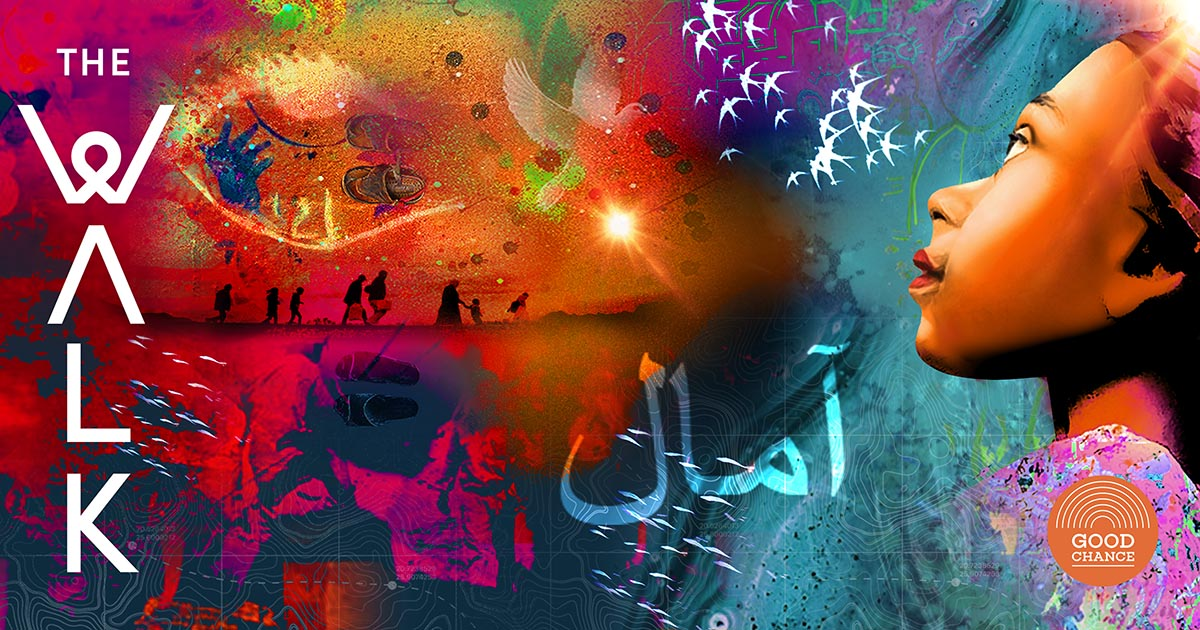 THE
WALK
آمال
GOOD
CHANCE